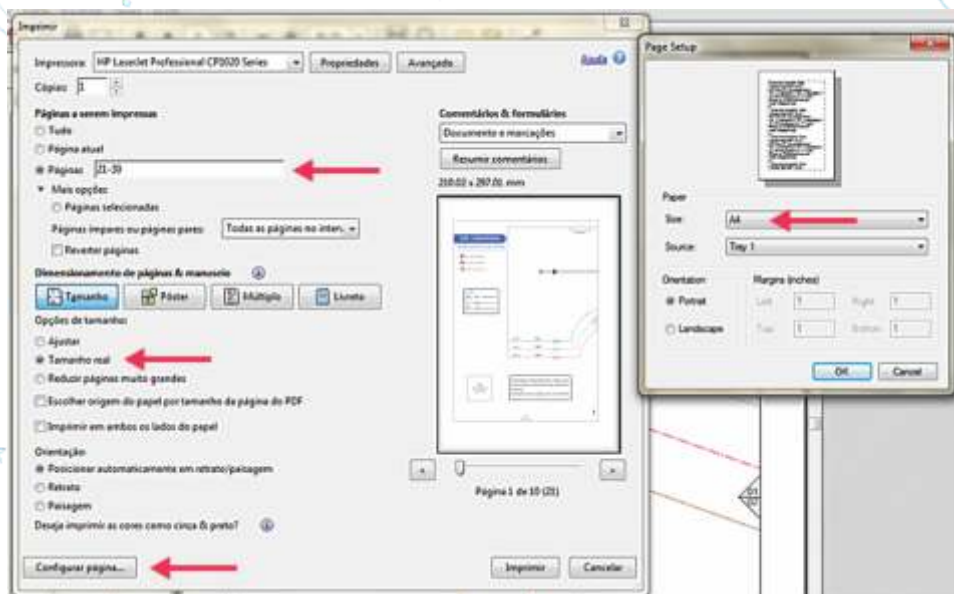 Imprimir
Impressora: HP LaserJet Professional CP1020 Series Propriedades Avançado Ajuda
Cópias: 1
Páginas a serem impressas
Tudo
Página atual
Páginas 21-30
Mais opções
Páginas selecionadas
Páginas ímpares ou páginas pares: Todas as páginas no interv.
Reverter páginas
Dimensionamento de páginas & manuseio
Tamanho Pôster Múltiplo Livreto
Opções de tamanho:
Ajustar
Tamanho real
Reduzir páginas muito grandes
Escolher origem do papel por tamanho da página do PDF
Imprimir em ambos os lados do papel
Orientação:
Posicionar automaticamente em retrato/paisagem
Retrato
Paisagem
Deseja imprimir as cores como cinza & preto?
Configurar página...
Comentários & formulários
Documento e marcações
Resumir comentários
210.02 x 297.01 mm
Página 1 de 10 (21)
Imprimir Cancelar
Page Setup
Paper
Size: A4
Source: Tray 1
Orientation
Portrait
Landscape
Margins (inches)
Left 1 Right 1
Top 1 Bottom 1
OK Cancel